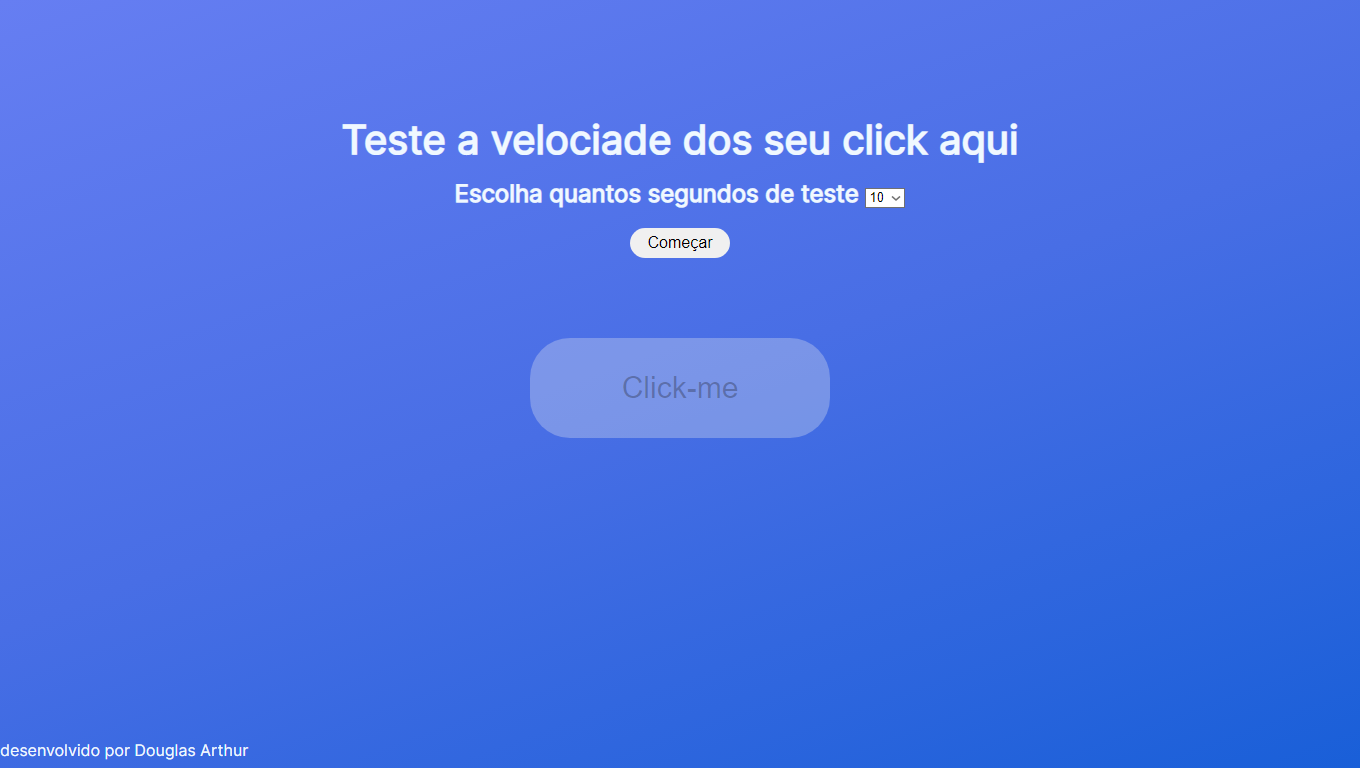 Teste a velociade dos seu click aqui
Escolha quantos segundos de teste 10
Começar
Click-me
desenvolvido por Douglas Arthur